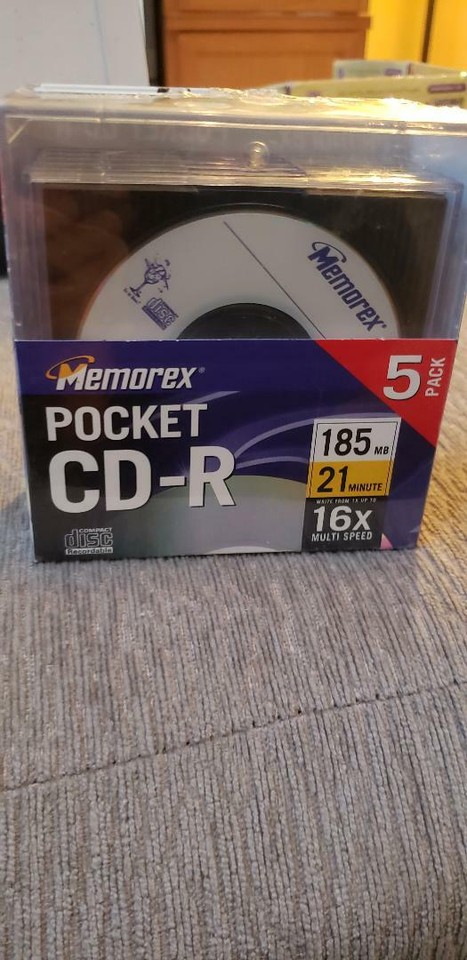 Memorex
disc
Memorex®
5 PACK
POCKET
CD-R
185 MB
21 MINUTE
WRITE FROM 1X UP TO
16X
MULTI SPEED
COMPACT
disc
Recordable